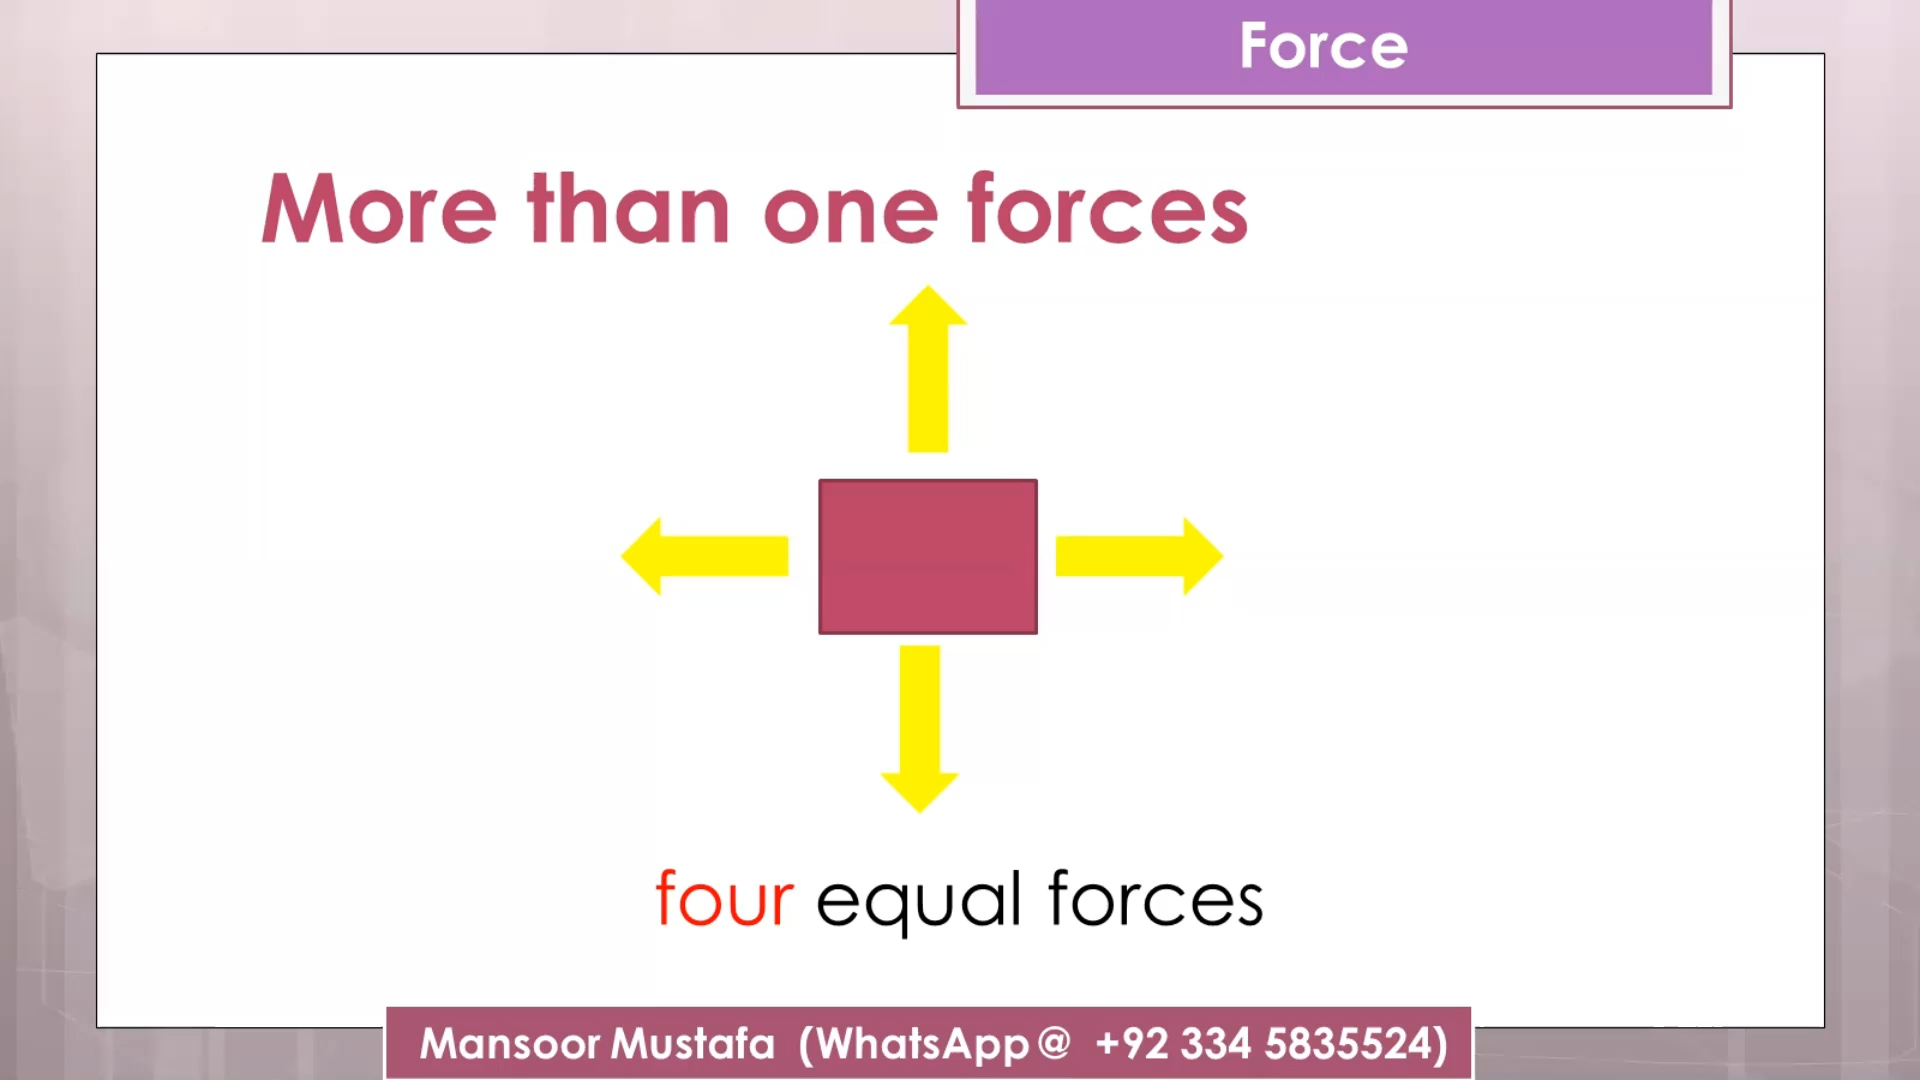 Force
More than one forces
four equal forces
Mansoor Mustafa (WhatsApp@ +92 334 5835524)